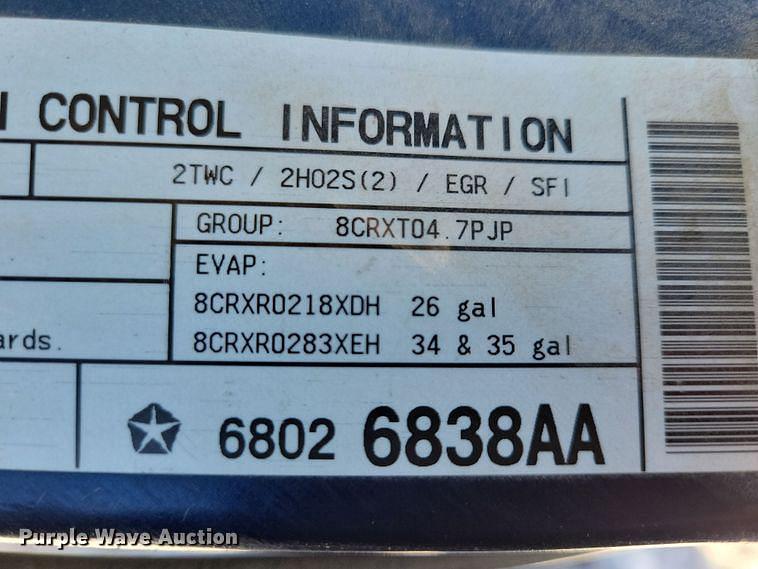 CONTROL INFORMATION
2TWC / 2HO2S(2) / EGR / SFI
GROUP: 8CRXT04.7PJP
EVAP:
8CRXR0218XDH 26 gal
8CRXR0283XEH 34 & 35 gal
ards.
6802 6838AA
Purple Wave Auction